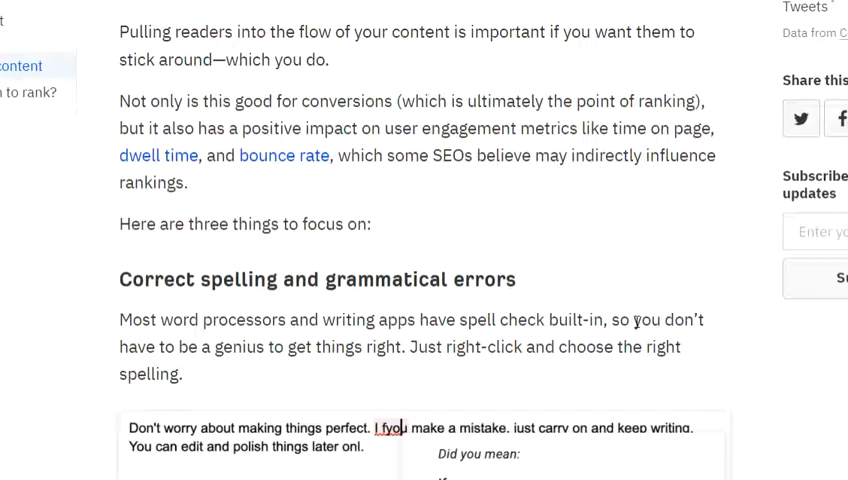 t
Tweets
Data from C
content
n to rank?
Pulling readers into the flow of your content is important if you want them to
stick around—which you do.
Not only is this good for conversions (which is ultimately the point of ranking),
but it also has a positive impact on user engagement metrics like time on page,
dwell time, and bounce rate, which some SEOs believe may indirectly influence
rankings.
Here are three things to focus on:
Correct spelling and grammatical errors
Most word processors and writing apps have spell check built-in, so you don’t
have to be a genius to get things right. Just right-click and choose the right
spelling.
Don't worry about making things perfect. I fyou make a mistake, just carry on and keep writing.
You can edit and polish things later onl.
Did you mean:
Share this
Subscribe
updates
Enter yo
Su